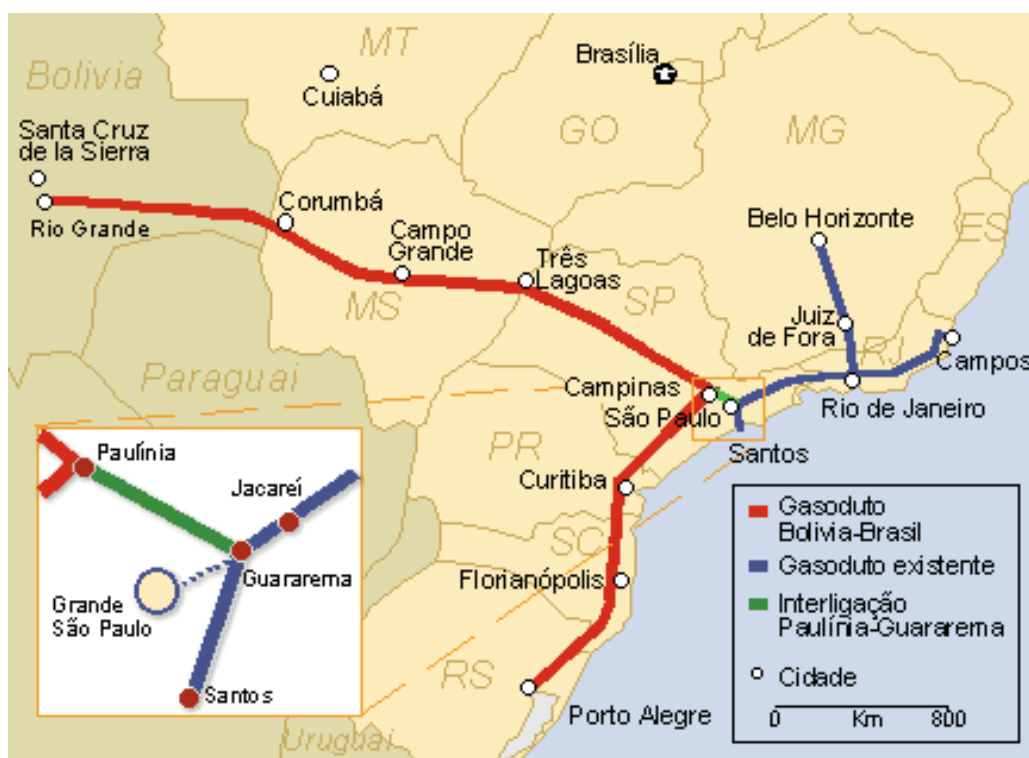 MT
Brasília
Bolivia
Cuiabá
Santa Cruz
de la Sierra
GO
MG
Rio Grande
Corumbá
Belo Horizonte
ES
Campo
Grande
Três
Lagoas
MS
SP
Juiz
de Fora
RJ
Campos
Paraguai
Campinas
São Paulo
Rio de Janeiro
Santos
PR
Curitiba
SC
Florianópolis
RS
Porto Alegre
Uruguai
Paulínia
Jacareí
Guararema
Grande
São Paulo
Santos
Gasoduto
Bolivia-Brasil
Gasoduto existente
Interligação
Paulínia-Guararema
Cidade
0 Km 800